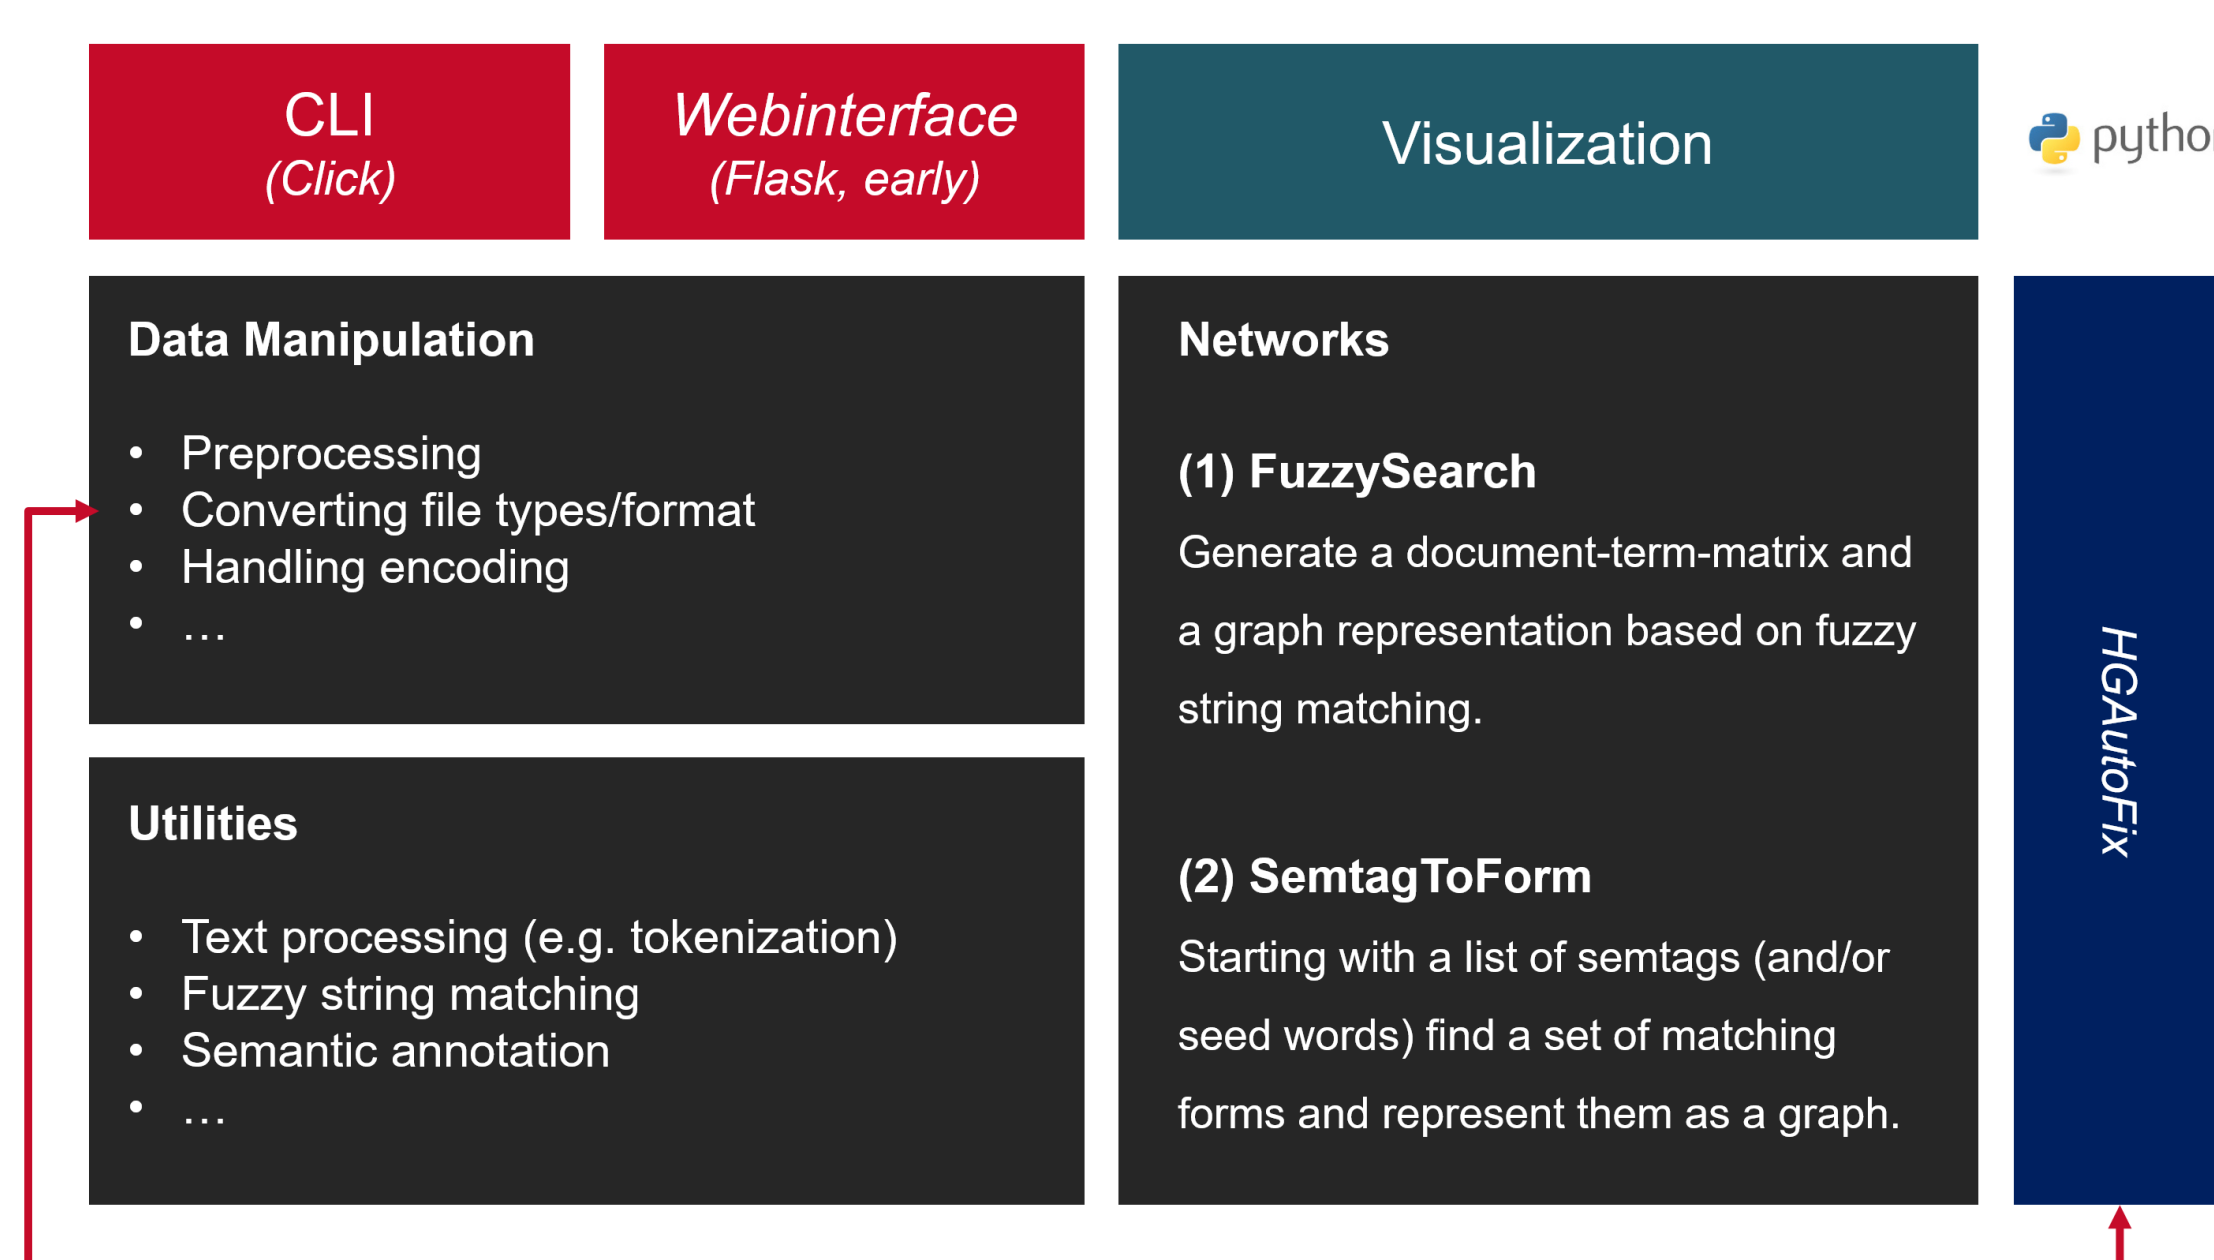 CLI
(Click)
Webinterface
(Flask, early)
Visualization
Data Manipulation
• Preprocessing
• Converting file types/format
• Handling encoding
• …
Utilities
• Text processing (e.g. tokenization)
• Fuzzy string matching
• Semantic annotation
• …
Networks
(1) FuzzySearch
Generate a document-term-matrix and
a graph representation based on fuzzy
string matching.
(2) SemtagToForm
Starting with a list of semtags (and/or
seed words) find a set of matching
forms and represent them as a graph.
HGAutoFix